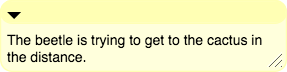 The beetle is trying to get to the cactus in
the distance.